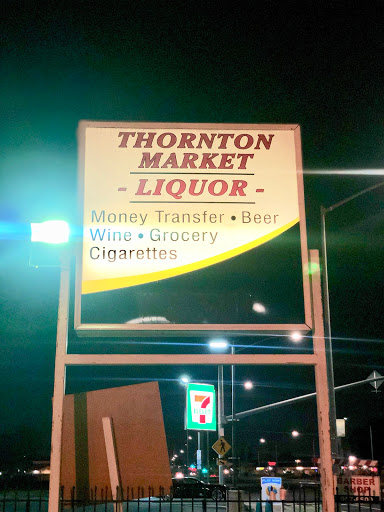 THORNTON
MARKET
- LIQUOR -
Money Transfer • Beer
Wine • Grocery
Cigarettes
7
ELEVEN
BARBER
SHOP